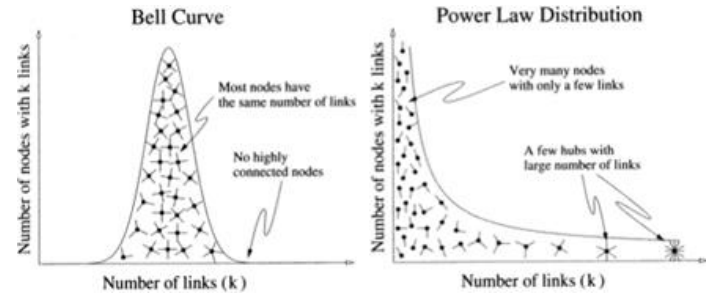 Bell Curve
Number of nodes with k links
Most nodes have
the same number of links
No highly
connected nodes
Number of links (k)
Power Law Distribution
Number of nodes with k links
Very many nodes
with only a few links
A few hubs with
large number of links
Number of links (k)